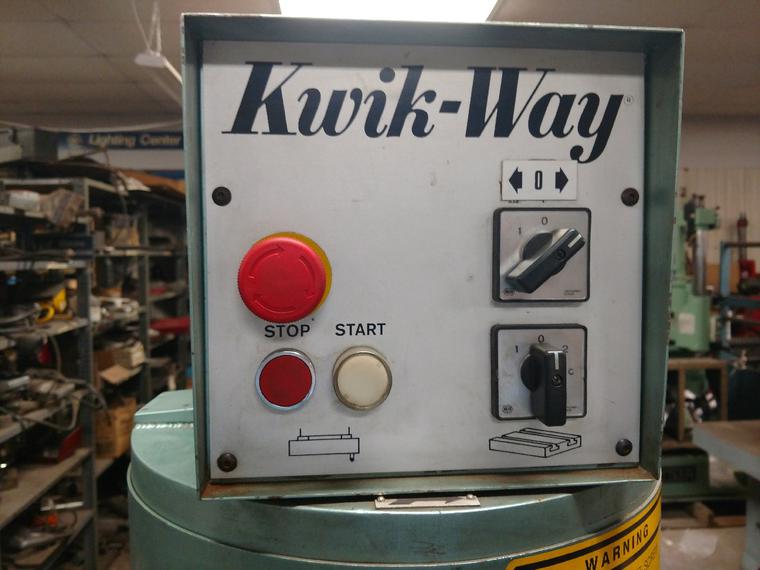 Lighting Center
Kwik-Way®
0
1 0
STOP START
1 0 2
WARNING